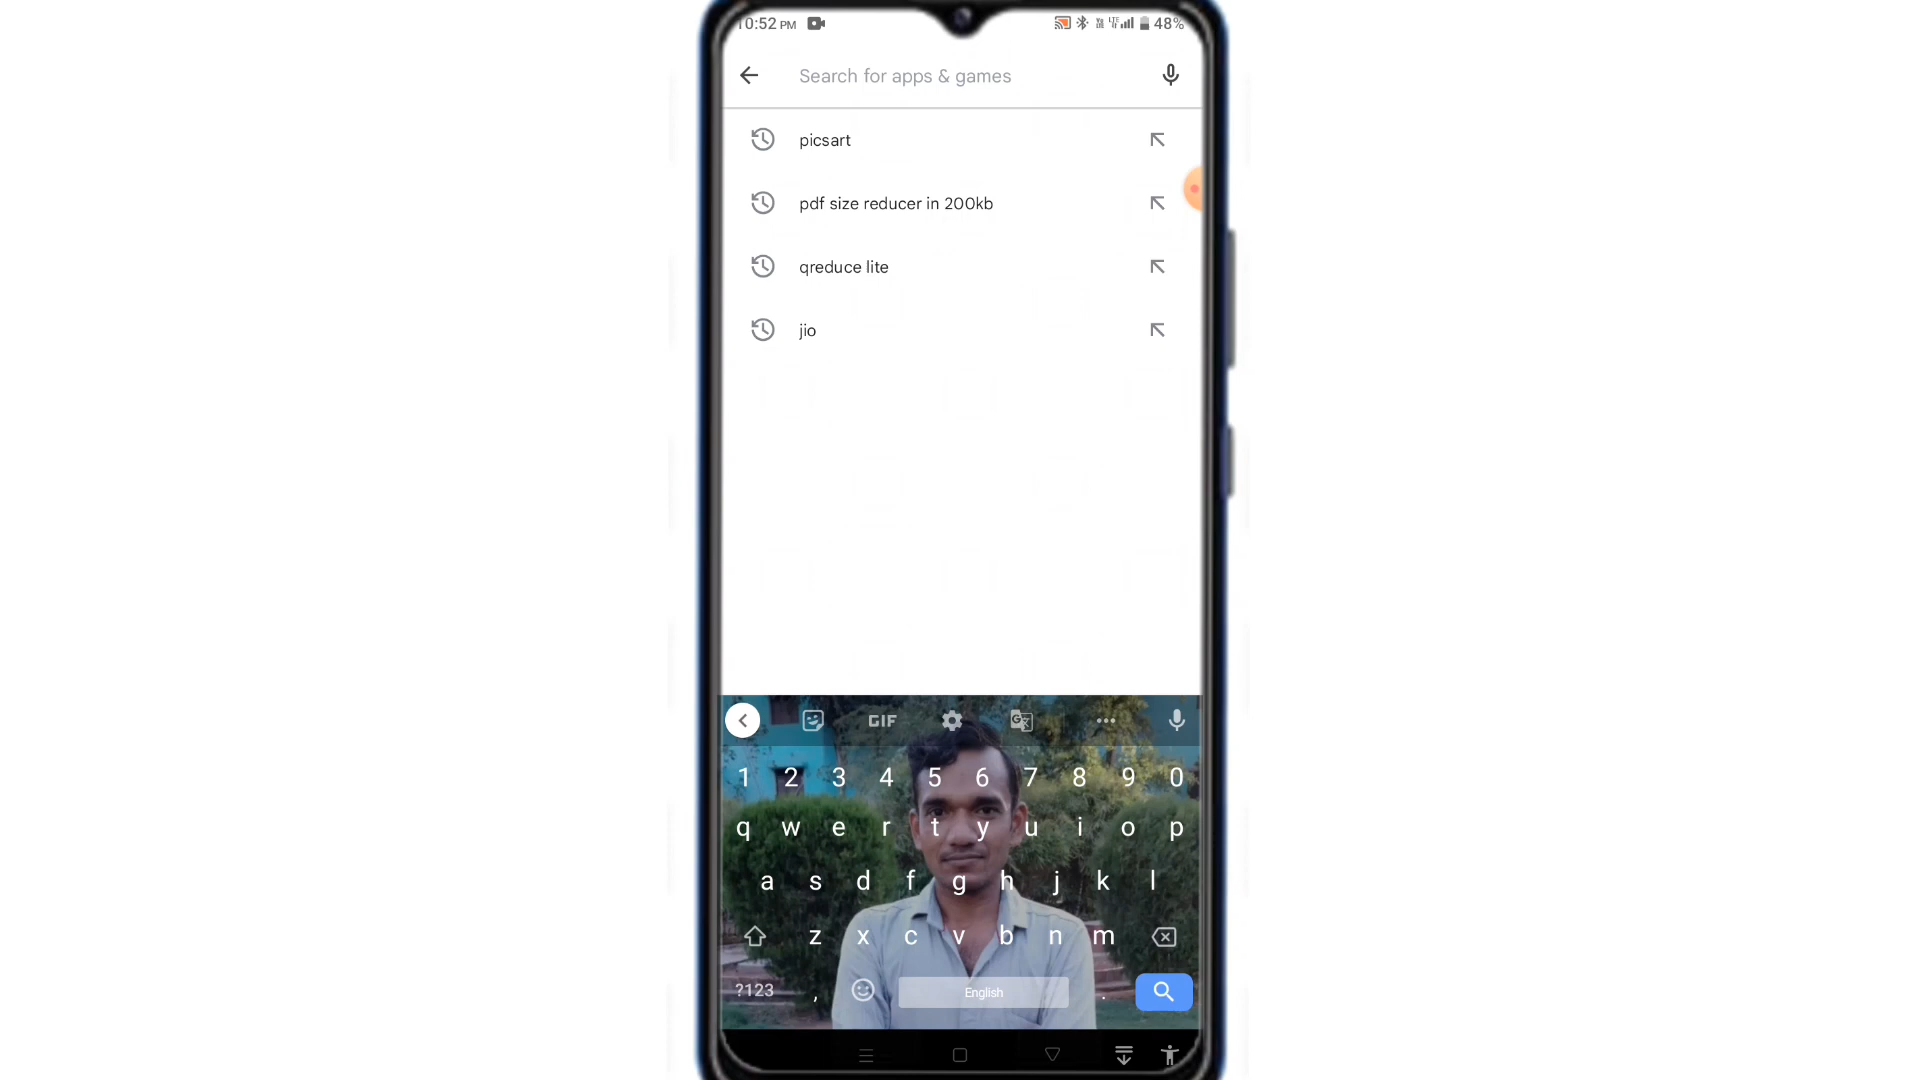 10:52 PM 48%
Search for apps & games
picsart
pdf size reducer in 200kb
qreduce lite
jio
GIF
1 2 3 4 5 6 7 8 9 0
q w e r t y u i o p
a s d f g h j k l
z x c v b n m
?123 , English .